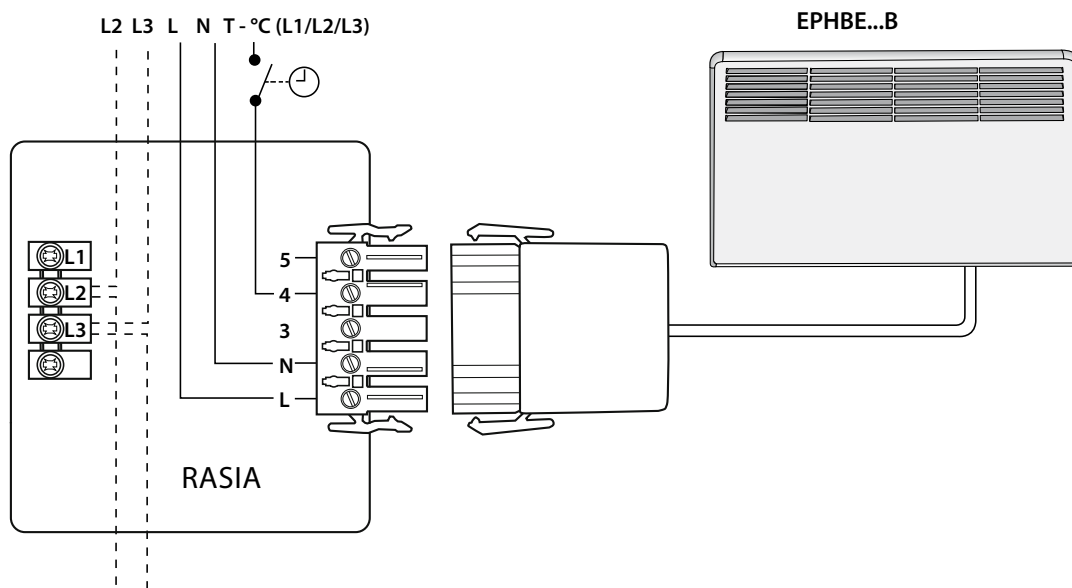 L2 L3 L N T - °C (L1/L2/L3)
EPHBE...B
L1
L2
L3
5
4
3
N
L
RASIA